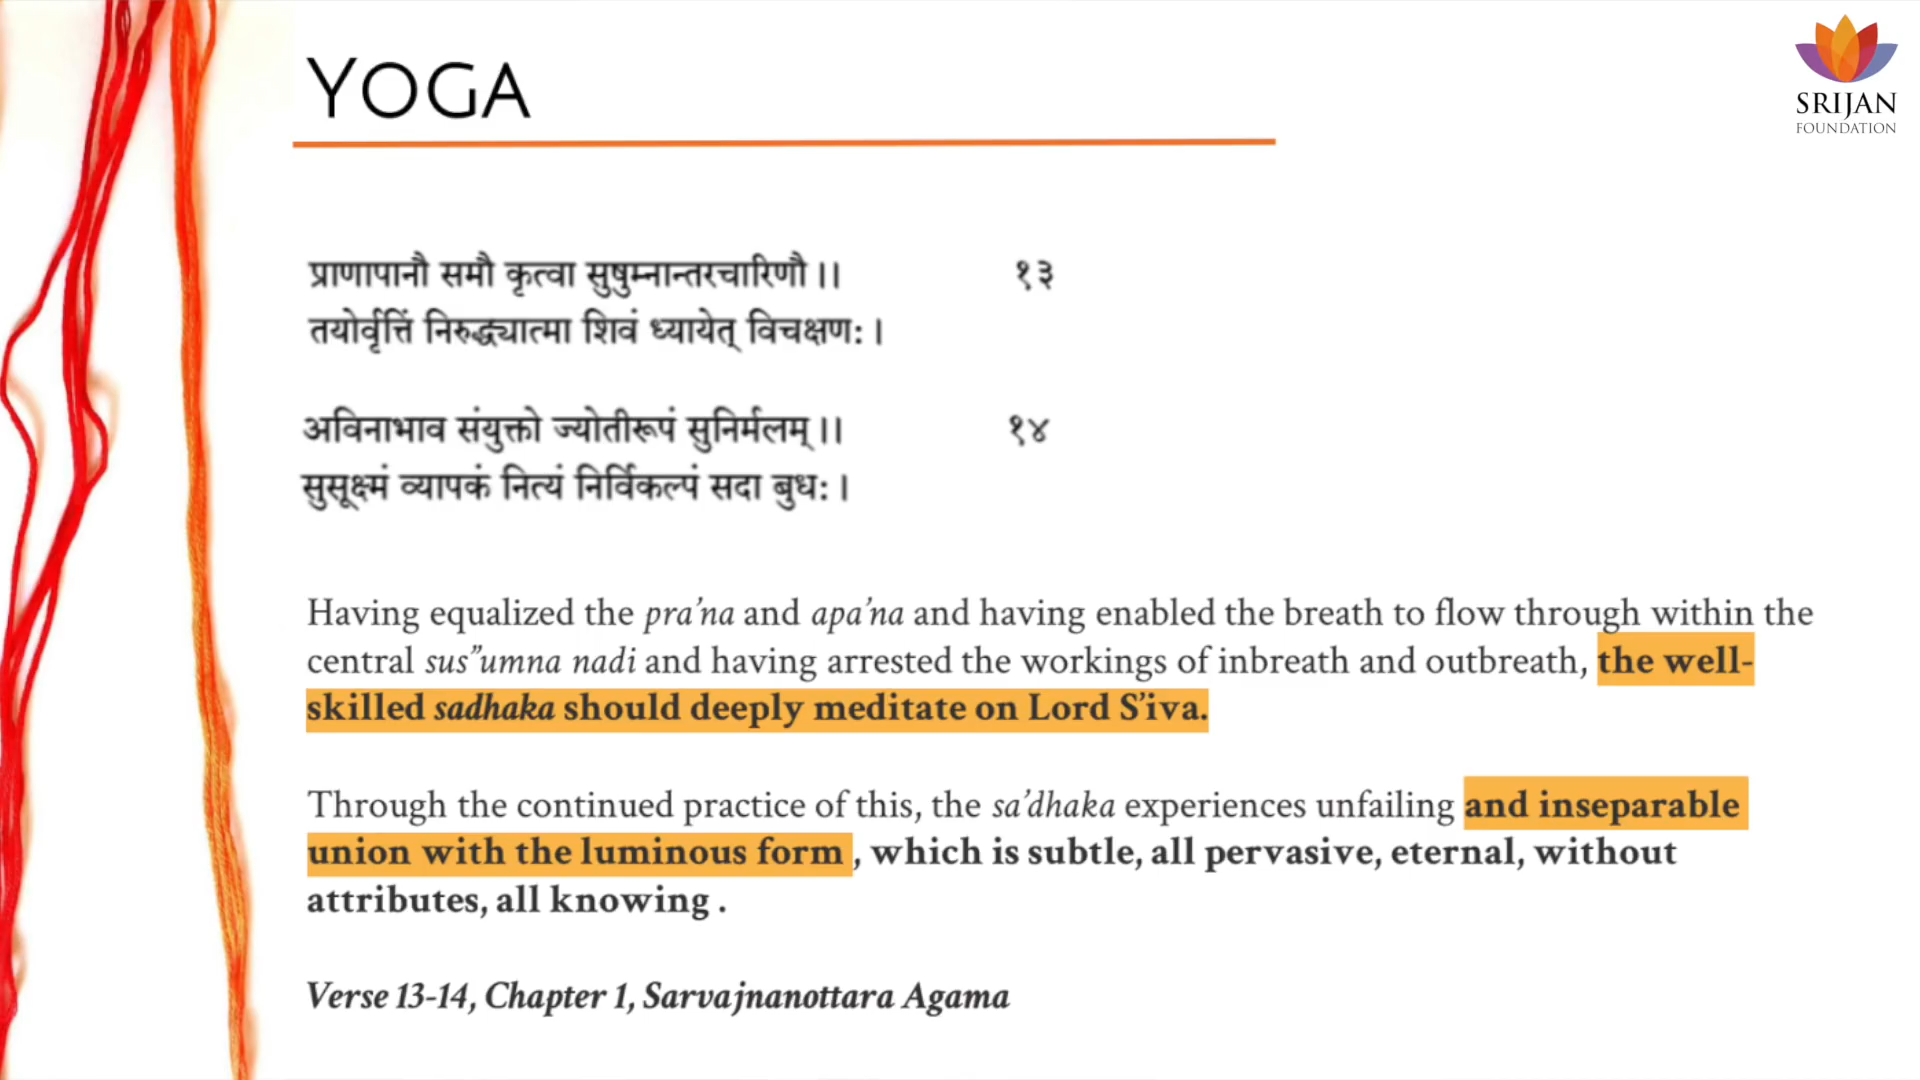 YOGA
SRIJAN
FOUNDATION
प्राणापानौ समौ कृत्वा सुषुम्नान्तरचारिणौ ।। १३
तयोर्वृत्तिं निरुद्ध्यात्मा शिवं ध्यायेत् विचक्षणः ।
अविनाभाव संयुक्तो ज्योतीरूपं सुनिर्मलम् ।। १४
सुसूक्ष्मं व्यापकं नित्यं निर्विकल्पं सदा बुधः ।
Having equalized the pra’na and apa’na and having enabled the breath to flow through within the
central sus”umna nadi and having arrested the workings of inbreath and outbreath, the well-
skilled sadhaka should deeply meditate on Lord S’iva.
Through the continued practice of this, the sa’dhaka experiences unfailing and inseparable
union with the luminous form , which is subtle, all pervasive, eternal, without
attributes, all knowing .
Verse 13-14, Chapter 1, Sarvajnanottara Agama